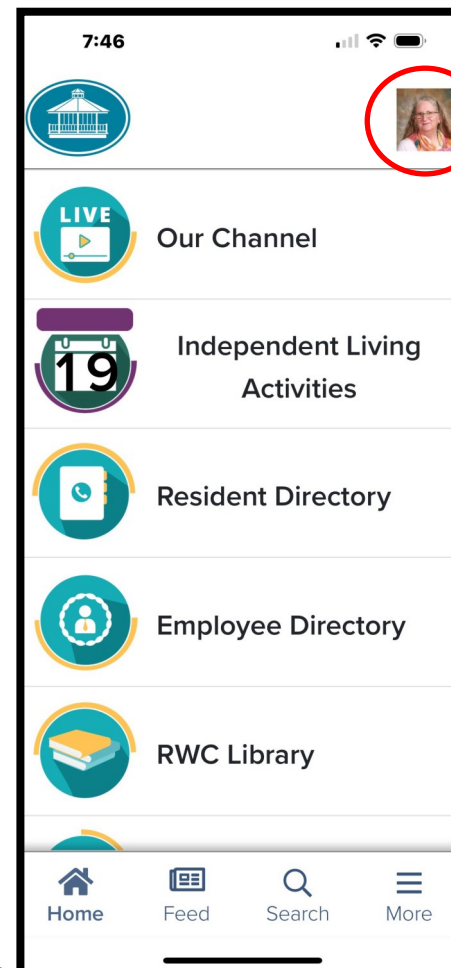 7:46
LIVE
Our Channel
19
Independent Living
Activities
Resident Directory
Employee Directory
RWC Library
Home Feed Search More